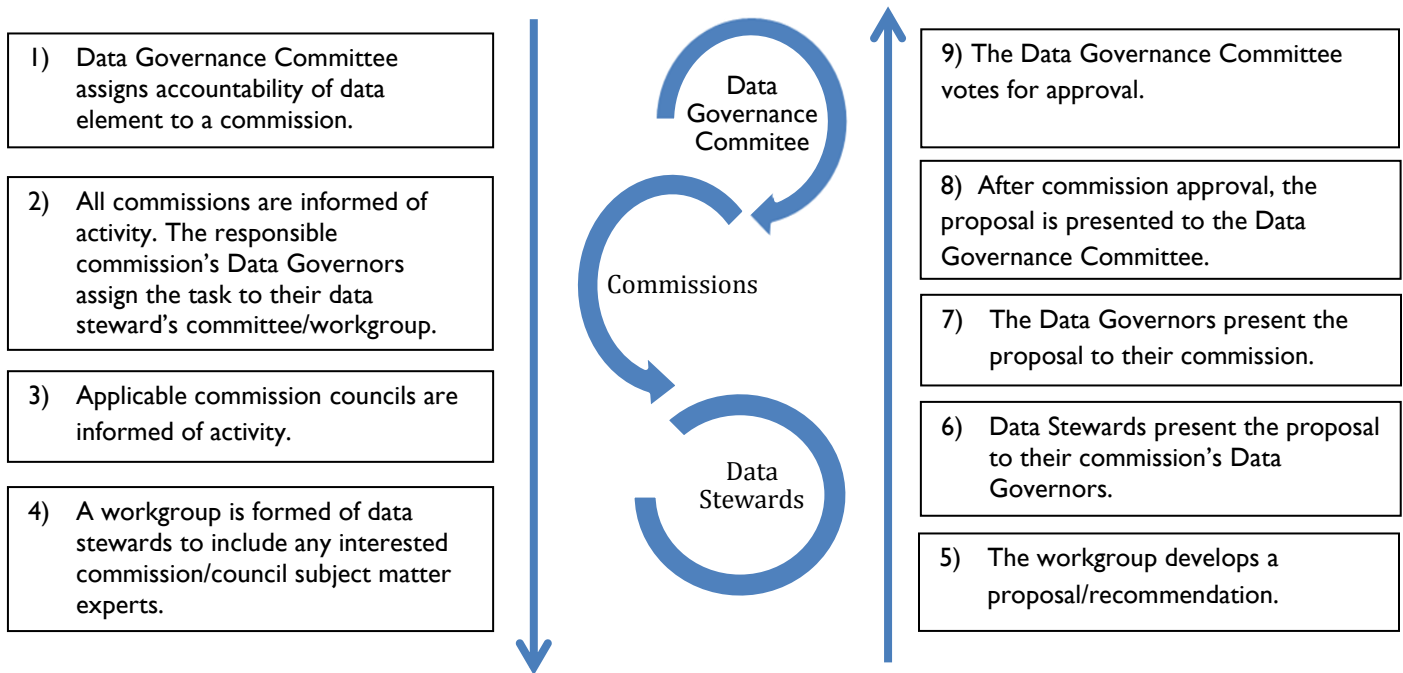 1) Data Governance Committee
assigns accountability of data
element to a commission.
2) All commissions are informed of
activity. The responsible
commission's Data Governors
assign the task to their data
steward's committee/workgroup.
3) Applicable commission councils are
informed of activity.
4) A workgroup is formed of data
stewards to include any interested
commission/council subject matter
experts.
Data
Governance
Commitee
Commissions
Data
Stewards
9) The Data Governance Committee
votes for approval.
8) After commission approval, the
proposal is presented to the Data
Governance Committee.
7) The Data Governors present the
proposal to their commission.
6) Data Stewards present the proposal
to their commission's Data
Governors.
5) The workgroup develops a
proposal/recommendation.